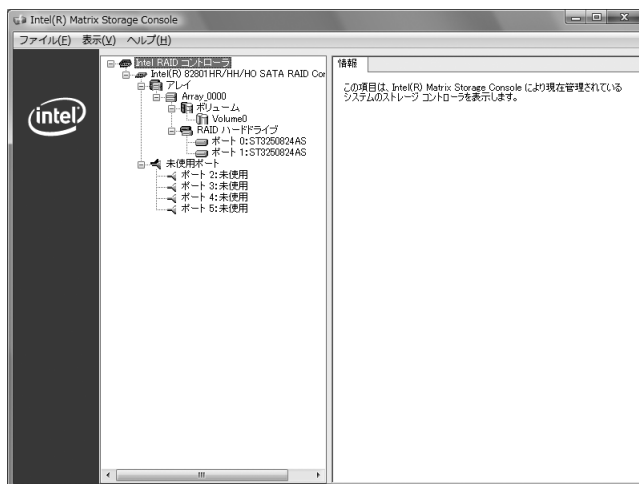 Intel(R) Matrix Storage Console
ファイル(F) 表示(V) ヘルプ(H)
intel
Intel RAID コントローラ
Intel(R) 82801HR/HH/HO SATA RAID Cor
アレイ
Array_0000
ボリューム
Volume0
RAID ハードドライブ
ポート 0:ST3250824AS
ポート 1:ST3250824AS
未使用ポート
ポート 2:未使用
ポート 3:未使用
ポート 4:未使用
ポート 5:未使用
情報
この項目は、Intel(R) Matrix Storage Console により現在管理されている
システムのストレージ コントローラを表示します。